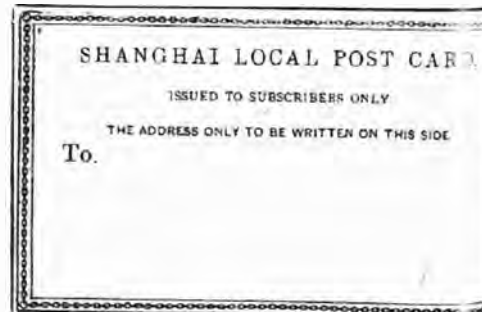 SHANGHAI LOCAL POST CARD
ISSUED TO SUBSCRIBERS ONLY
THE ADDRESS ONLY TO BE WRITTEN ON THIS SIDE
To.